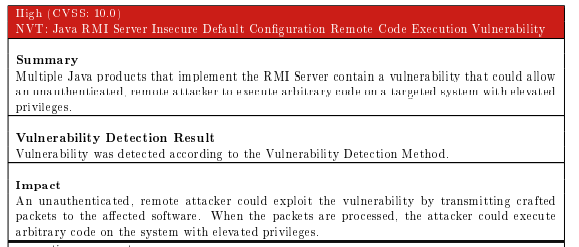 High (CVSS: 10.0)
NVT: Java RMI Server Insecure Default Configuration Remote Code Execution Vulnerability
Summary
Multiple Java products that implement the RMI Server contain a vulnerability that could allow
an unauthenticated, remote attacker to execute arbitrary code on a targeted system with elevated
privileges.
Vulnerability Detection Result
Vulnerability was detected according to the Vulnerability Detection Method.
Impact
An unauthenticated, remote attacker could exploit the vulnerability by transmitting crafted
packets to the affected software. When the packets are processed, the attacker could execute
arbitrary code on the system with elevated privileges.